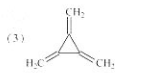 CH₂
(3)
H₂C CH₂